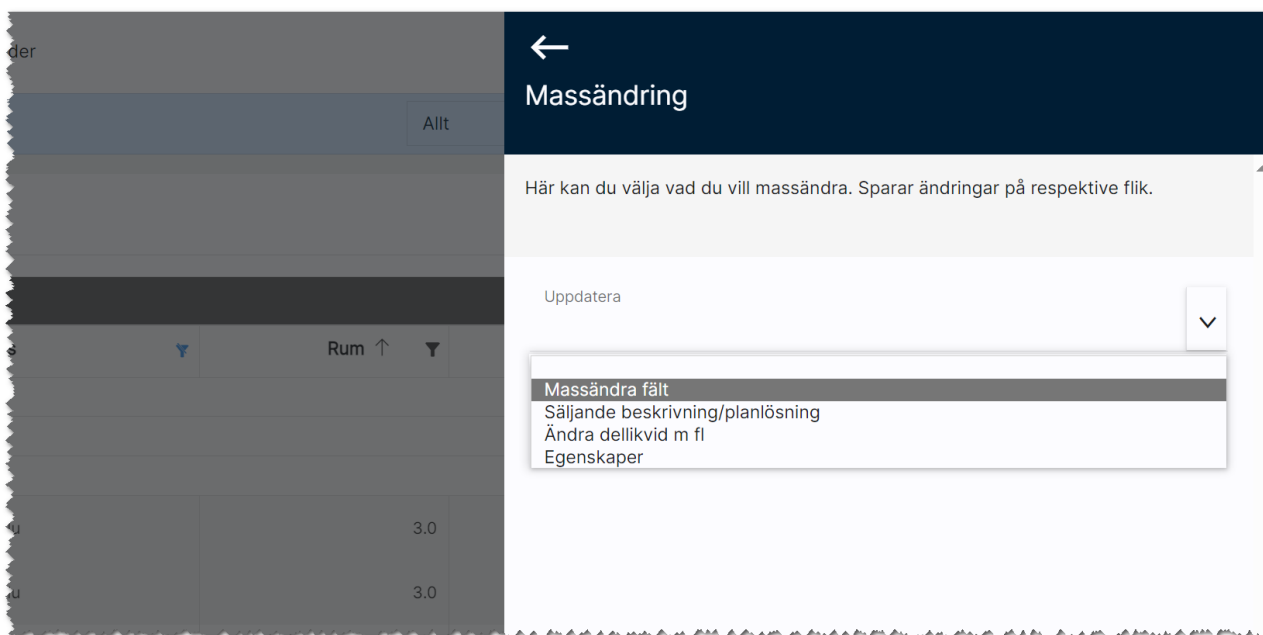 der
Allt
Rum
3.0
3.0
Massändring
Här kan du välja vad du vill massändra. Sparar ändringar på respektive flik.
Uppdatera
Massändra fält
Säljande beskrivning/planlösning
Ändra dellikvid m fl
Egenskaper